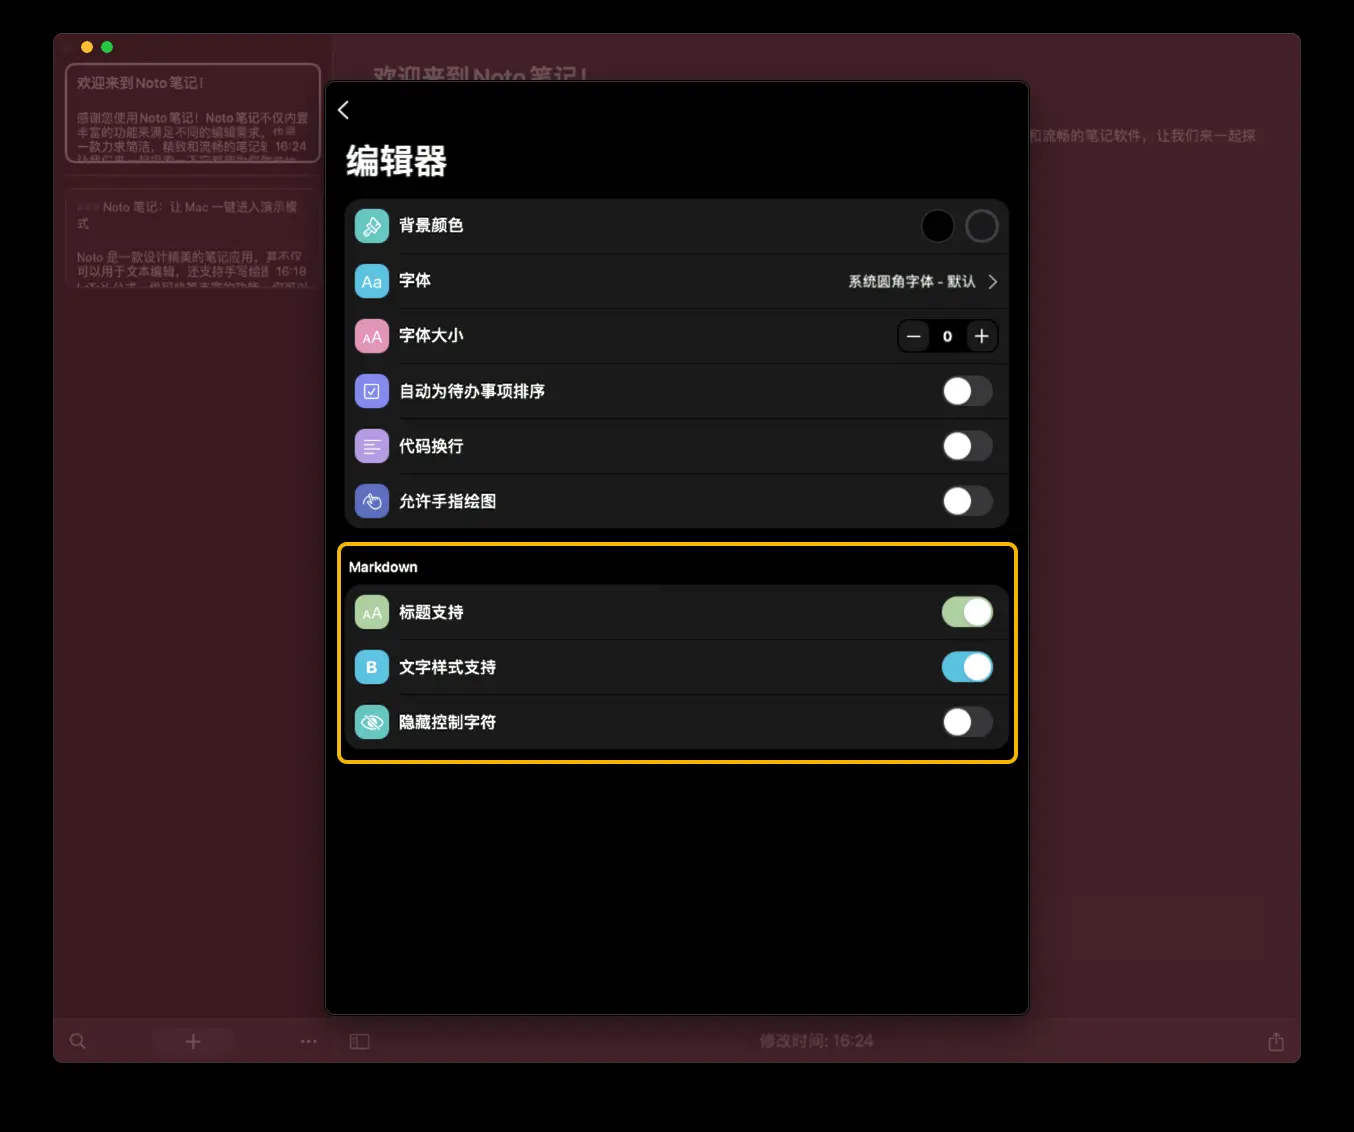 欢迎来到Noto笔记！
感谢您使用Noto笔记！Noto笔记不仅内置
丰富的功能来满足不同的编辑需求，也是
一款力求简洁，精致和流畅的笔记软 16:24
Noto 笔记：让 Mac 一键进入演示模
式
Noto 是一款设计精美的笔记应用，其不仅
可以用于文本编辑，还支持手写绘图 16:18
欢迎来到Noto笔记！
和流畅的笔记软件，让我们来一起探
编辑器
背景颜色
Aa 字体 系统圆角字体 - 默认
AA 字体大小 0
自动为待办事项排序
代码换行
允许手指绘图
Markdown
AA 标题支持
B 文字样式支持
隐藏控制字符
修改时间: 16:24